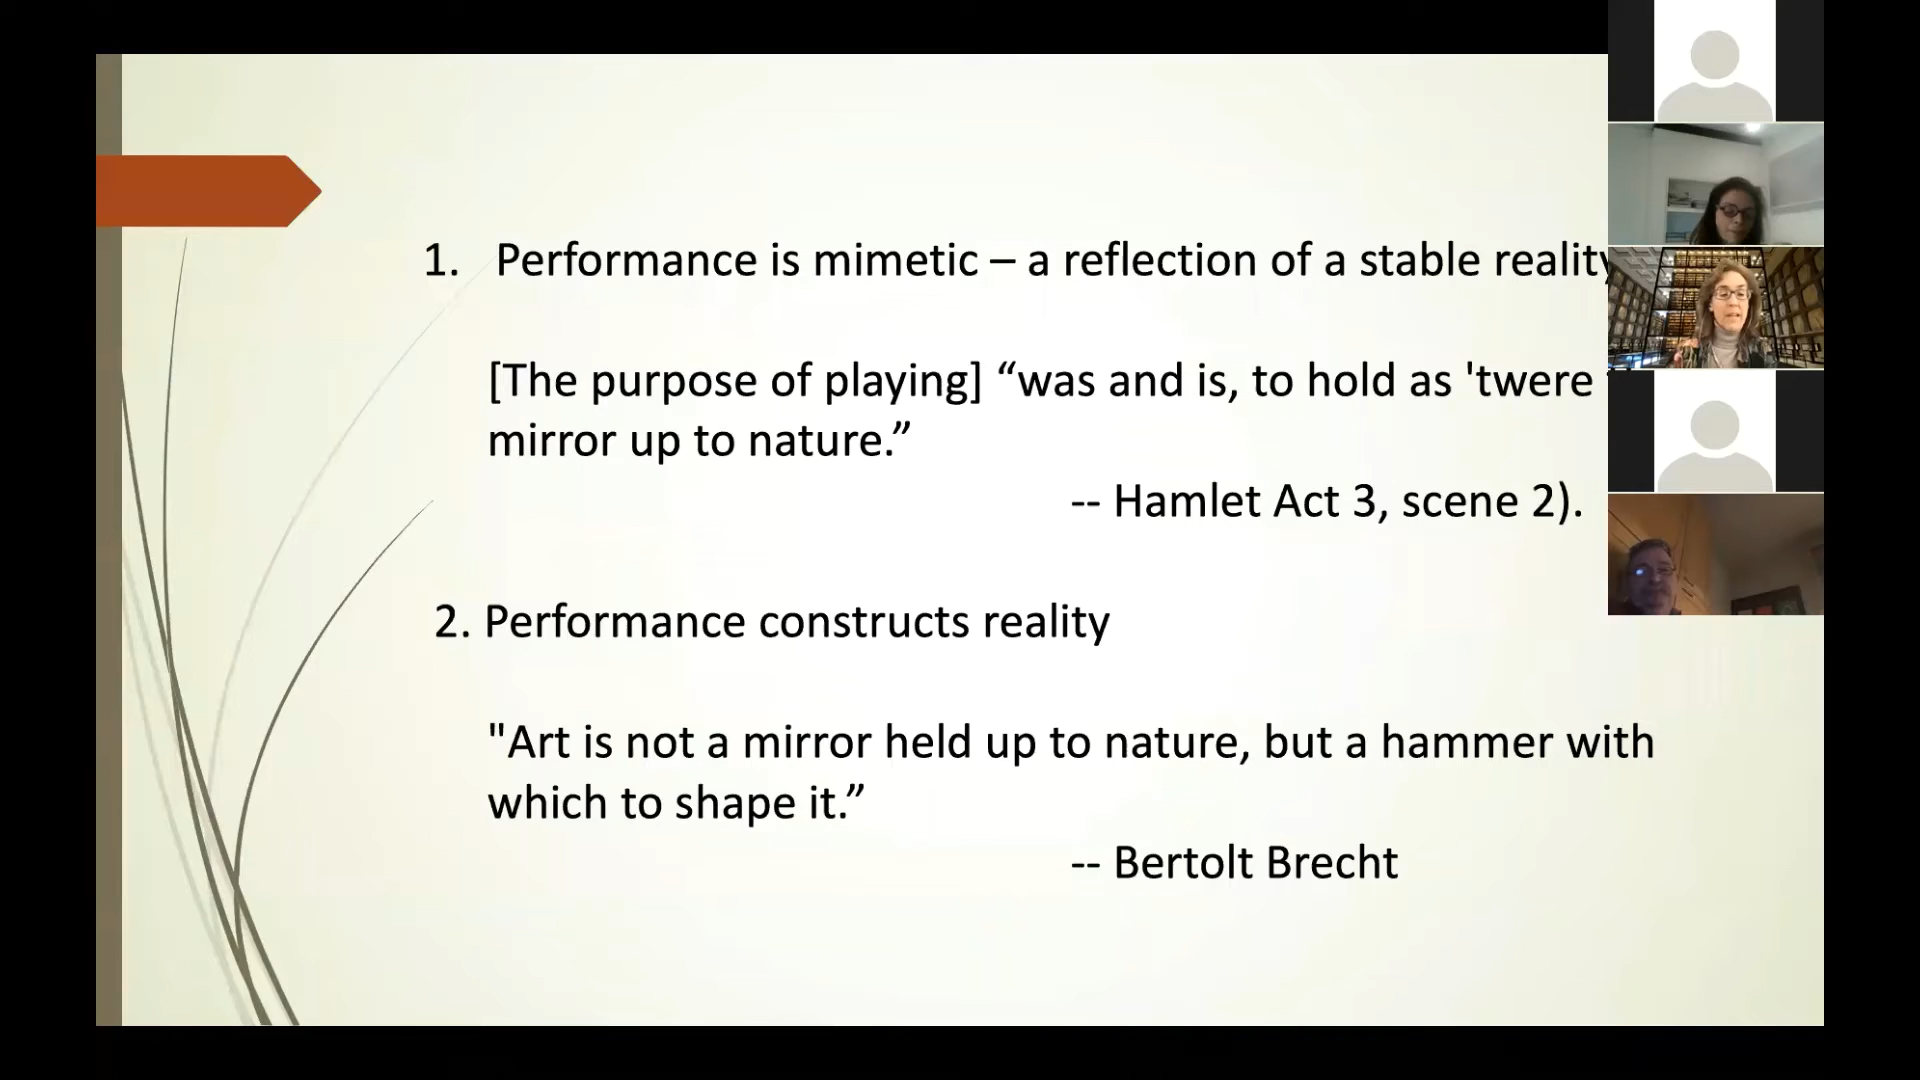 1. Performance is mimetic – a reflection of a stable reality
[The purpose of playing] “was and is, to hold as 'twere
mirror up to nature.”
-- Hamlet Act 3, scene 2).
2. Performance constructs reality
"Art is not a mirror held up to nature, but a hammer with
which to shape it.”
-- Bertolt Brecht